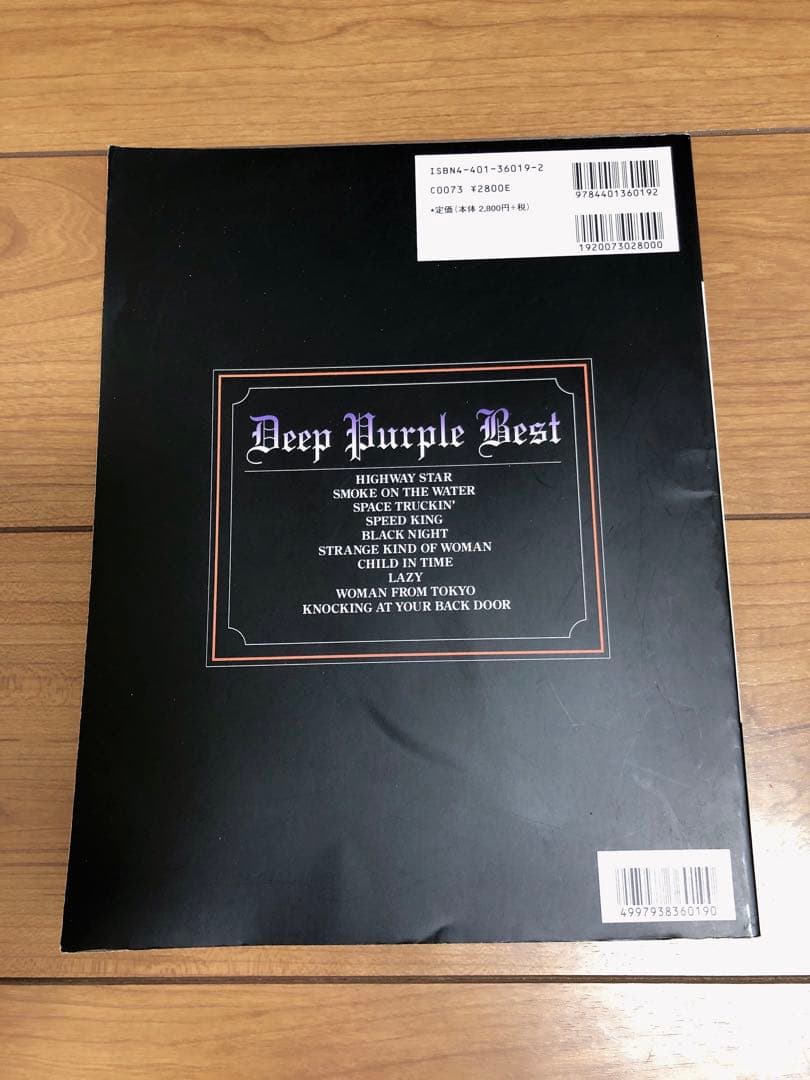 ISBN4-401-36019-2
C0073 ¥2800E
•定価(本体 2,800円+税)
9784401360192
1920073028000
Deep Purple Best
HIGHWAY STAR
SMOKE ON THE WATER
SPACE TRUCKIN'
SPEED KING
BLACK NIGHT
STRANGE KIND OF WOMAN
CHILD IN TIME
LAZY
WOMAN FROM TOKYO
KNOCKING AT YOUR BACK DOOR
4997938360190